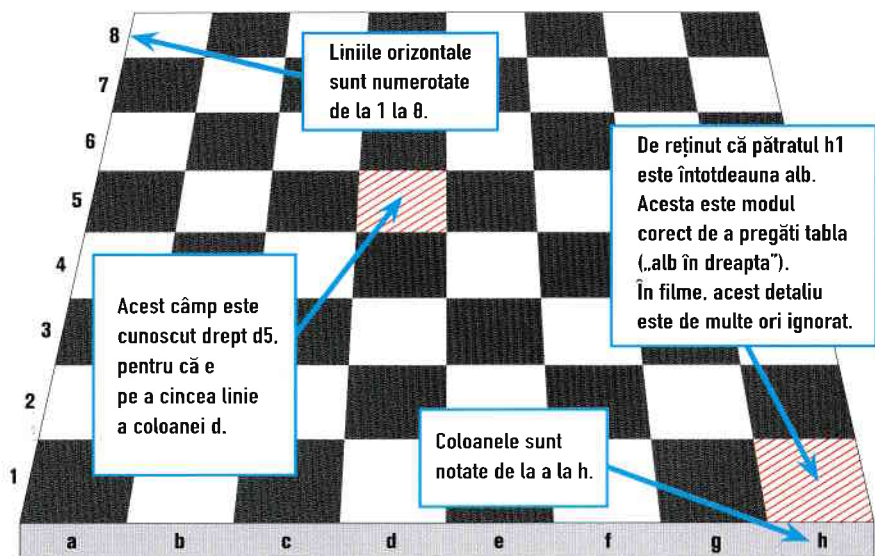 8
7
6
5
4
3
2
1
Liniile orizontale
sunt numerotate
de la 1 la 8.
De reținut că pătratul h1
este întotdeauna alb.
Acesta este modul
corect de a pregăti tabla
(„alb în dreapta”).
În filme, acest detaliu
este de multe ori ignorat.
Acest câmp este
cunoscut drept d5,
pentru că e
pe a cincea linie
a coloanei d.
Coloanele sunt
notate de la a la h.
a b c d e f g h